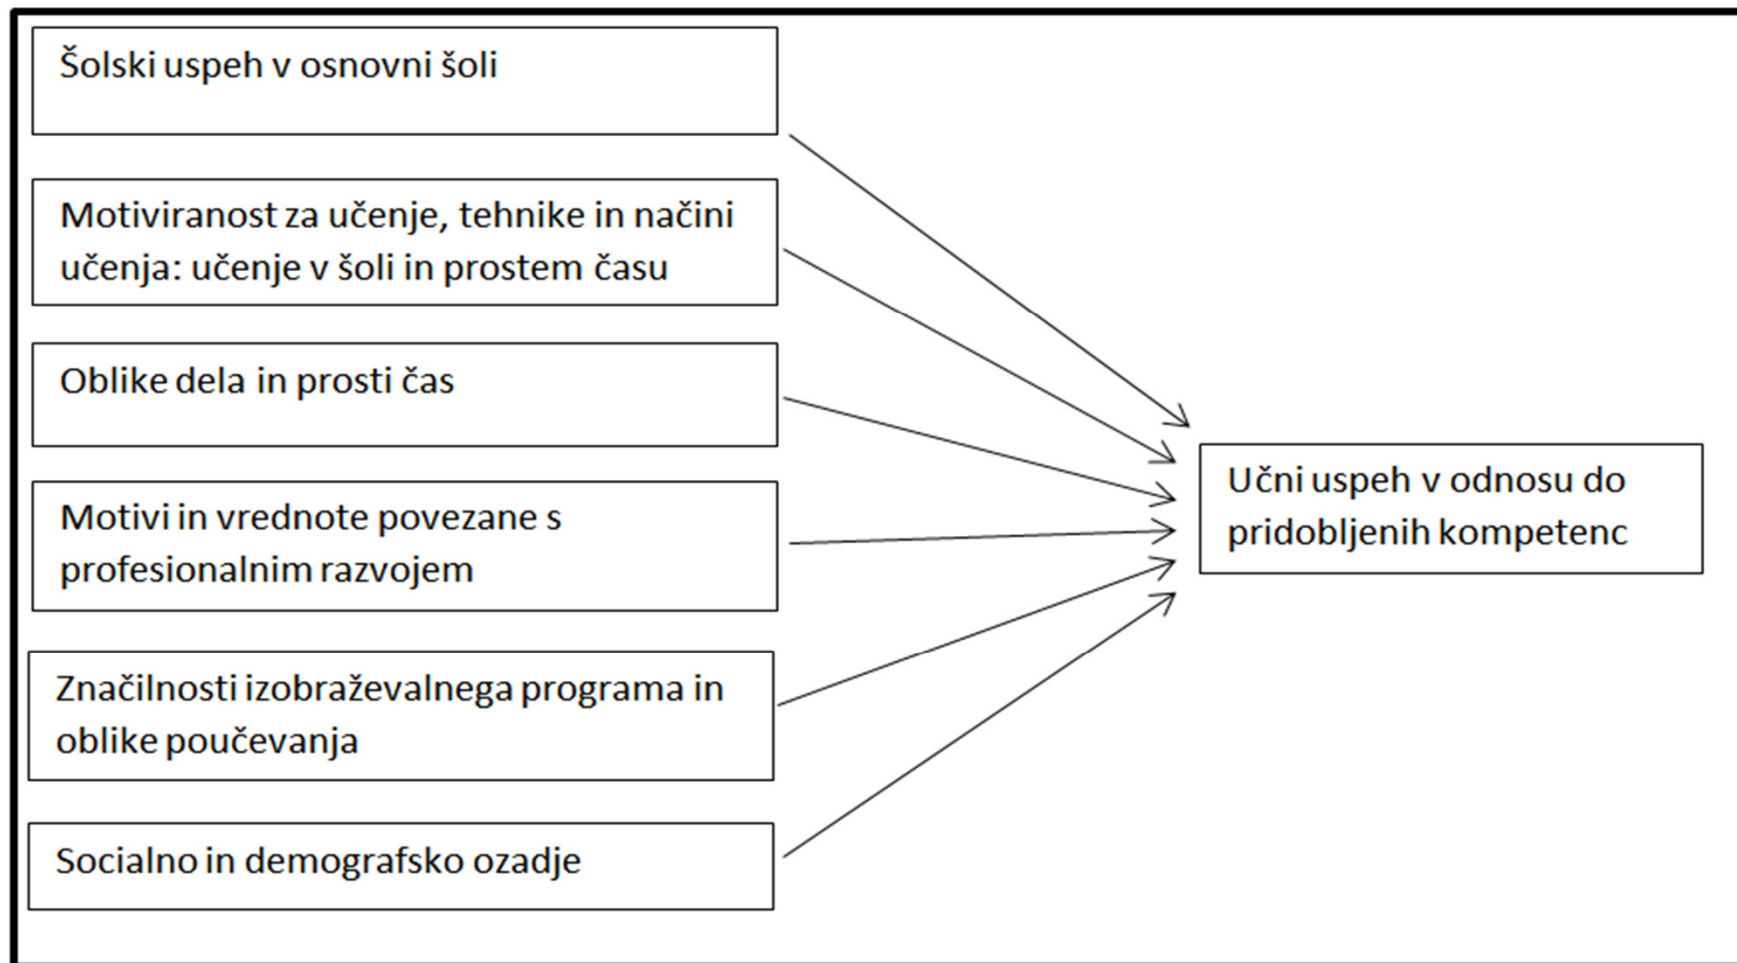 Šolski uspeh v osnovni šoli
Motiviranost za učenje, tehnike in načini
učenja: učenje v šoli in prostem času
Oblike dela in prosti čas
Motivi in vrednote povezane s
profesionalnim razvojem
Značilnosti izobraževalnega programa in
oblike poučevanja
Socialno in demografsko ozadje
Učni uspeh v odnosu do
pridobljenih kompetenc